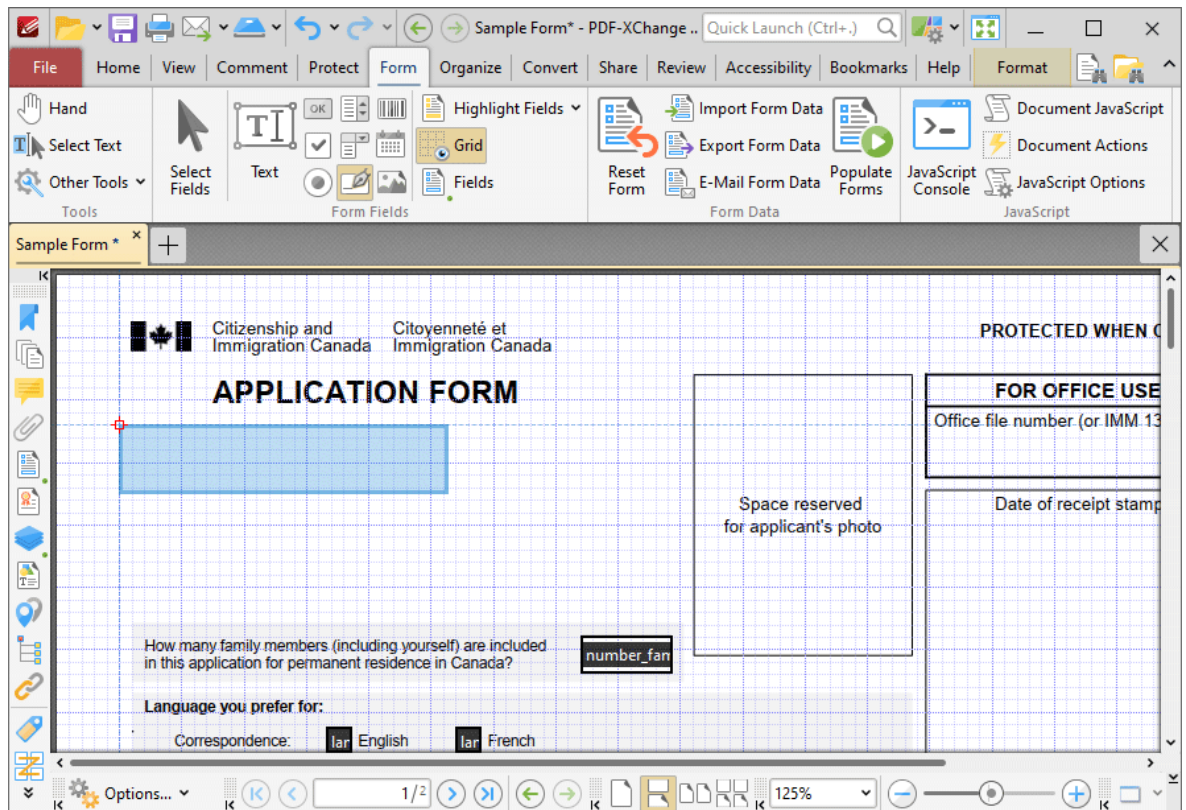 Sample Form* - PDF-XChange .. Quick Launch (Ctrl+.)
File Home View Comment Protect Form Organize Convert Share Review Accessibility Bookmarks Help Format
Hand
Select Text
Other Tools
Tools
Select Fields
Text
OK
Highlight Fields
Grid
Fields
Form Fields
Reset Form
Import Form Data
Export Form Data
E-Mail Form Data
Populate Forms
Form Data
JavaScript Console
Document JavaScript
Document Actions
JavaScript Options
JavaScript
Sample Form *
Citizenship and Citoyenneté et
Immigration Canada Immigration Canada
PROTECTED WHEN
APPLICATION FORM
FOR OFFICE USE
Office file number (or IMM 13
Space reserved
for applicant's photo
Date of receipt stamp
How many family members (including yourself) are included
in this application for permanent residence in Canada?
number_fam
Language you prefer for:
Correspondence: lar English lar French
Options... 1/2 125%